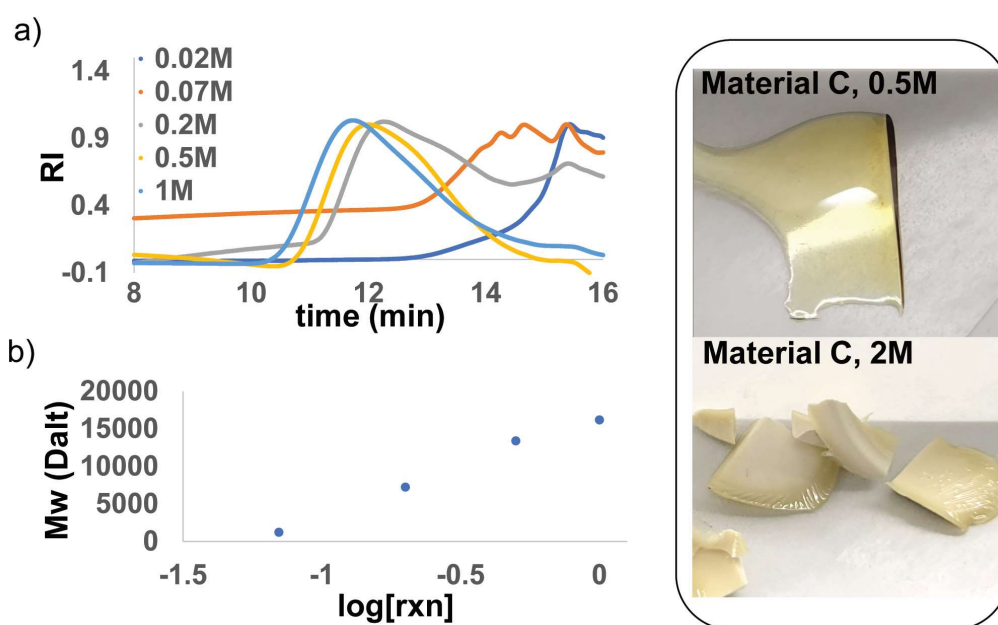 a)
1.4
0.9
0.4
-0.1
RI
0.02M
0.07M
0.2M
0.5M
1M
8 10 12 14 16
time (min)
b)
20000
15000
10000
5000
0
Mw (Dalt)
-1.5 -1 -0.5 0
log[rxn]
Material C, 0.5M
Material C, 2M